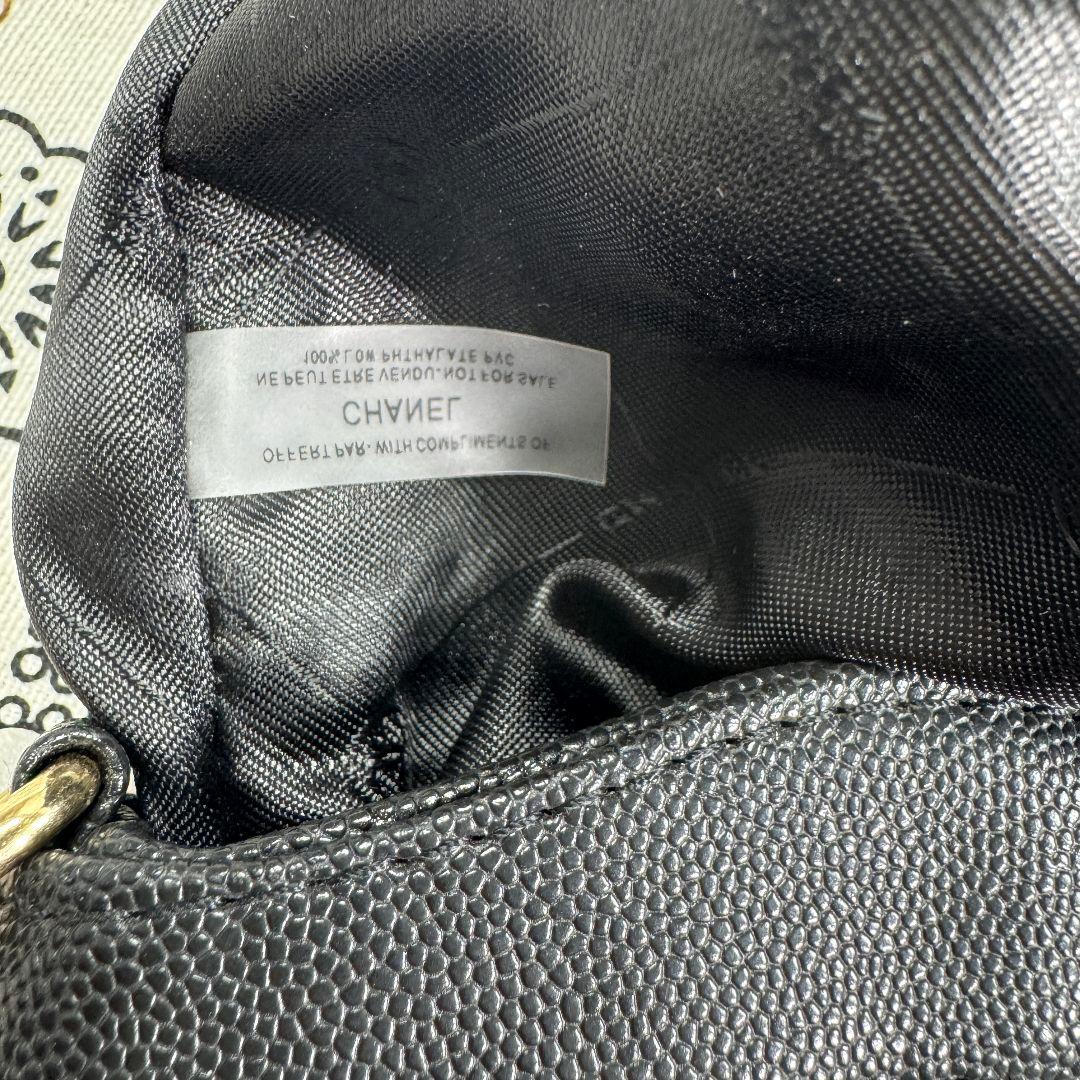 OFFERT PAR. WITH COMPLIMENTS OF
CHANEL
NE PEUT ETRE VENDU. NOT FOR SALE
100% LOW PHTHALATE PVC